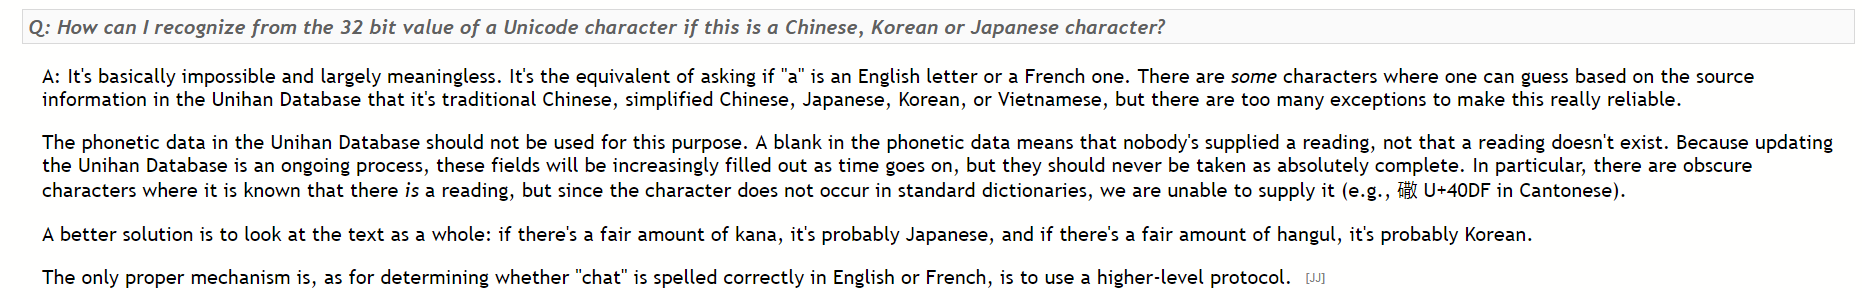 Q: How can I recognize from the 32 bit value of a Unicode character if this is a Chinese, Korean or Japanese character?
A: It's basically impossible and largely meaningless. It's the equivalent of asking if "a" is an English letter or a French one. There are some characters where one can guess based on the source
information in the Unihan Database that it's traditional Chinese, simplified Chinese, Japanese, Korean, or Vietnamese, but there are too many exceptions to make this really reliable.
The phonetic data in the Unihan Database should not be used for this purpose. A blank in the phonetic data means that nobody's supplied a reading, not that a reading doesn't exist. Because updating
the Unihan Database is an ongoing process, these fields will be increasingly filled out as time goes on, but they should never be taken as absolutely complete. In particular, there are obscure
characters where it is known that there is a reading, but since the character does not occur in standard dictionaries, we are unable to supply it (e.g., 䃟 U+40DF in Cantonese).
A better solution is to look at the text as a whole: if there's a fair amount of kana, it's probably Japanese, and if there's a fair amount of hangul, it's probably Korean.
The only proper mechanism is, as for determining whether "chat" is spelled correctly in English or French, is to use a higher-level protocol. [JJ]